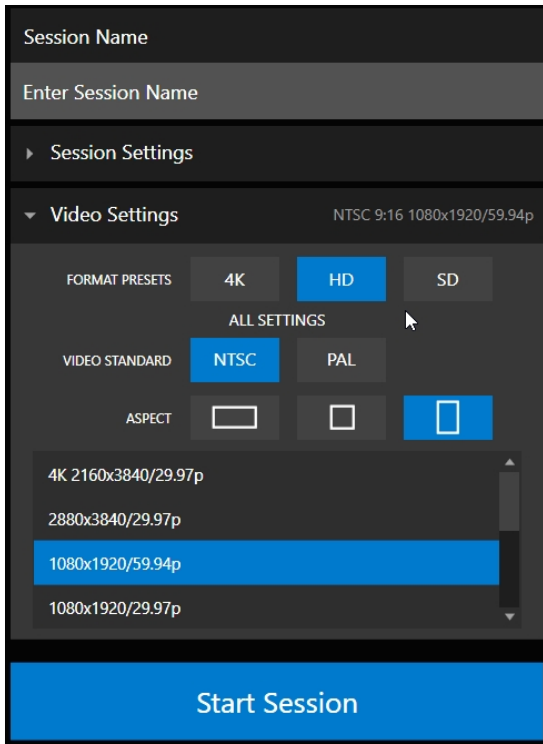 Session Name
Enter Session Name
Session Settings
Video Settings NTSC 9:16 1080x1920/59.94p
FORMAT PRESETS 4K HD SD
ALL SETTINGS
VIDEO STANDARD NTSC PAL
ASPECT
4K 2160x3840/29.97p
2880x3840/29.97p
1080x1920/59.94p
1080x1920/29.97p
Start Session